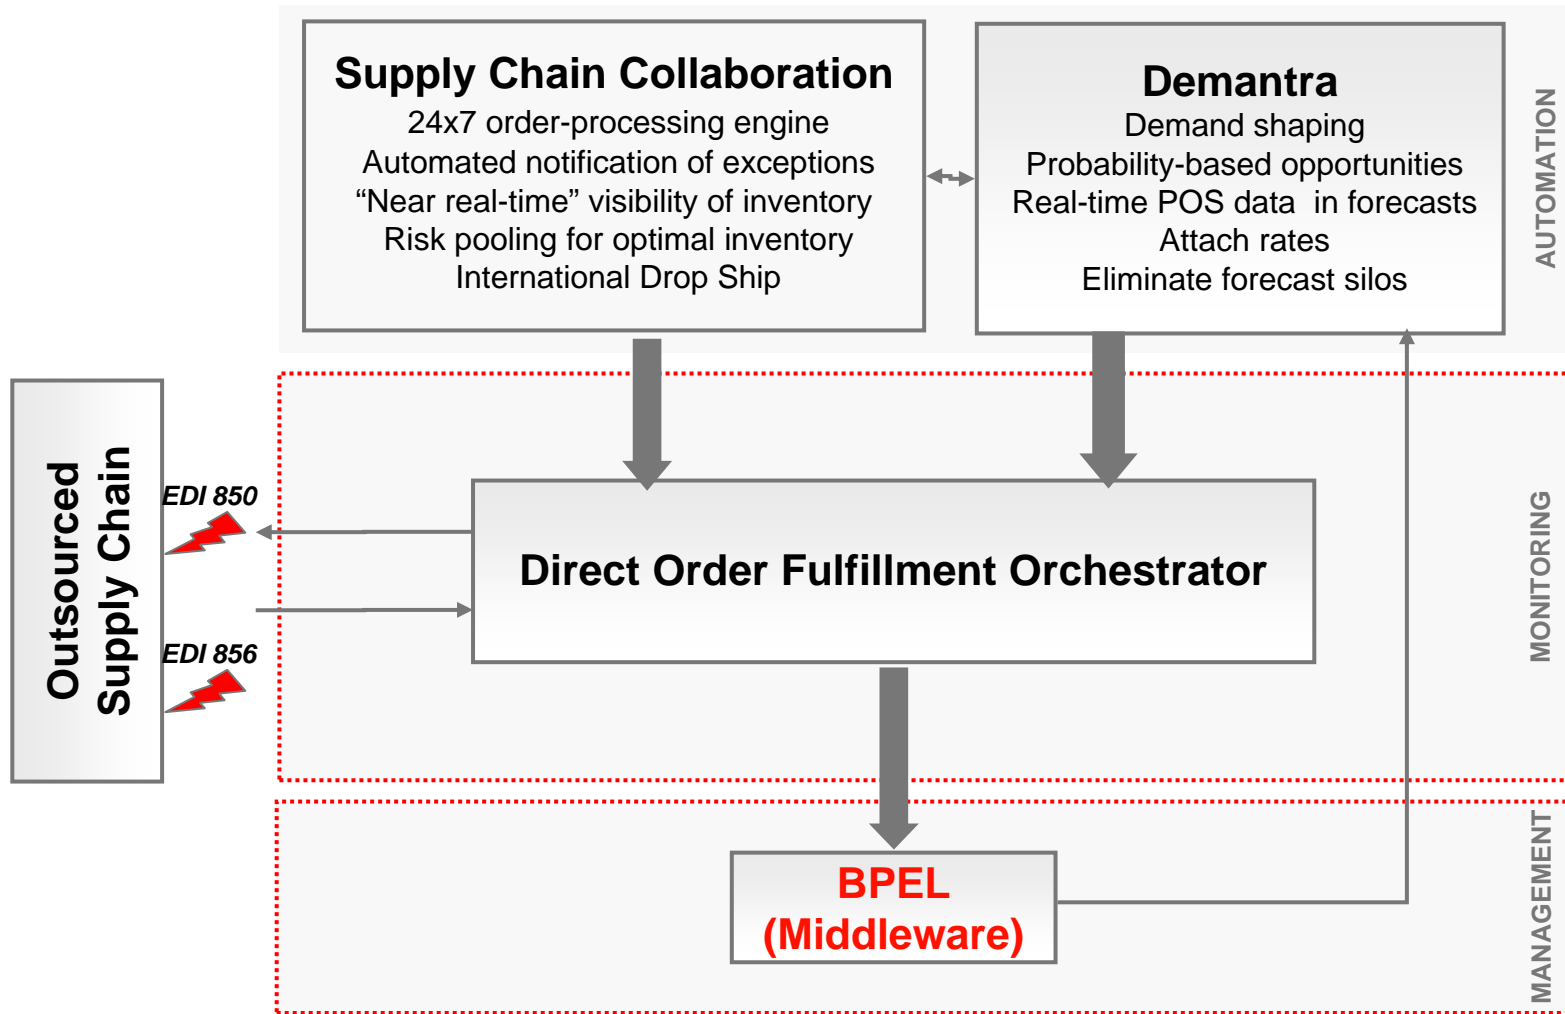 Supply Chain Collaboration
24x7 order-processing engine
Automated notification of exceptions
“Near real-time” visibility of inventory
Risk pooling for optimal inventory
International Drop Ship
Demantra
Demand shaping
Probability-based opportunities
Real-time POS data  in forecasts
Attach rates
Eliminate forecast silos
AUTOMATION
Outsourced
Supply Chain
EDI 850
EDI 856
Direct Order Fulfillment Orchestrator
MONITORING
BPEL
(Middleware)
MANAGEMENT